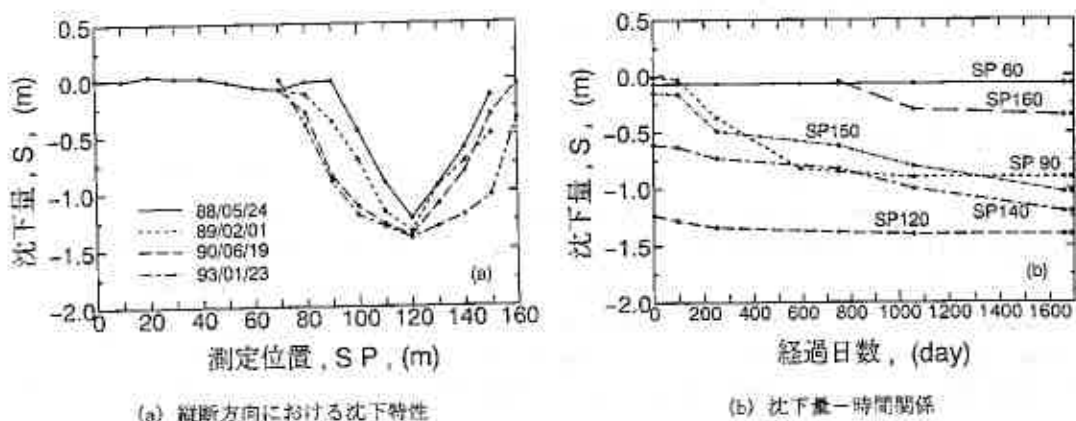 0.5
0.0
-0.5
-1.0
-1.5
-2.0
沈下量 , S , (m)
88/05/24
89/02/01
90/06/19
93/01/23
(a)
0 20 40 60 80 100 120 140 160
測定位置 , S P , (m)
(a) 縦断方向における沈下特性
0.5
0.0
-0.5
-1.0
-1.5
-2.0
沈下量 , S , (m)
SP 60
SP160
SP150
SP 90
SP140
SP120
(b)
0 200 400 600 800 1000 1200 1400 1600
経過日数 , (day)
(b) 沈下量－時間関係